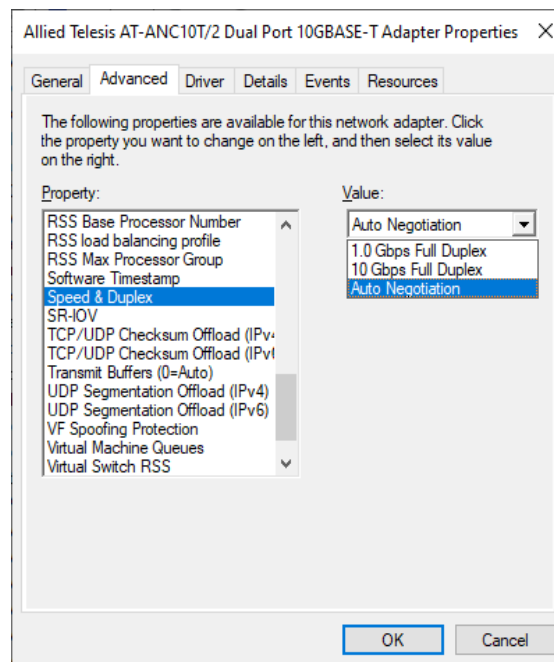 Allied Telesis AT-ANC10T/2 Dual Port 10GBASE-T Adapter Properties
General Advanced Driver Details Events Resources
The following properties are available for this network adapter. Click
the property you want to change on the left, and then select its value
on the right.
Property:
RSS Base Processor Number
RSS load balancing profile
RSS Max Processor Group
Software Timestamp
Speed & Duplex
SR-IOV
TCP/UDP Checksum Offload (IPv4
TCP/UDP Checksum Offload (IPv6
Transmit Buffers (0=Auto)
UDP Segmentation Offload (IPv4)
UDP Segmentation Offload (IPv6)
VF Spoofing Protection
Virtual Machine Queues
Virtual Switch RSS
Value:
Auto Negotiation
1.0 Gbps Full Duplex
10 Gbps Full Duplex
Auto Negotiation
OK
Cancel